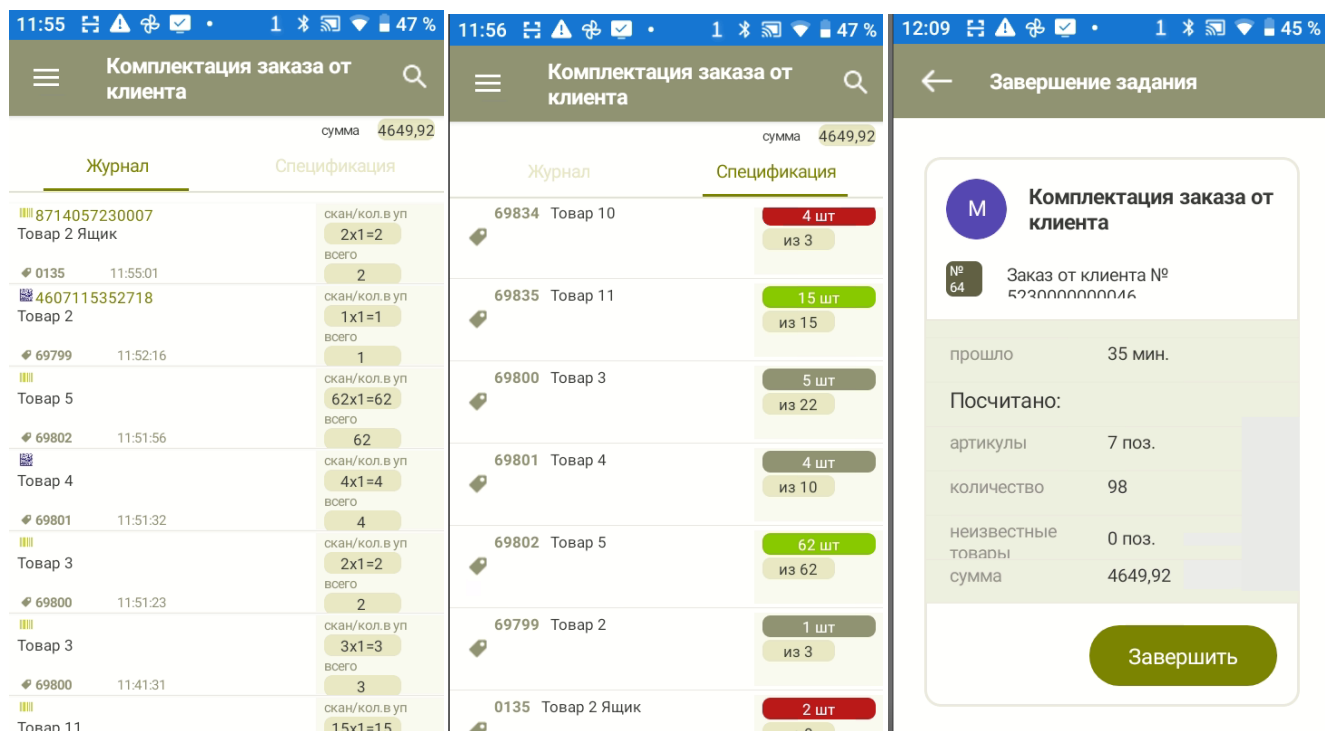 11:55
1
47 %
Комплектация заказа от
клиента
сумма 4649,92
Журнал
Спецификация
8714057230007
скан/кол.в уп
Товар 2 Ящик
2x1=2
всего
0135
11:55:01
2
4607115352718
скан/кол.в уп
Товар 2
1x1=1
всего
69799
11:52:16
1
скан/кол.в уп
Товар 5
62x1=62
всего
69802
11:51:56
62
скан/кол.в уп
Товар 4
4x1=4
всего
69801
11:51:32
4
скан/кол.в уп
Товар 3
2x1=2
всего
69800
11:51:23
2
скан/кол.в уп
Товар 3
3x1=3
всего
69800
11:41:31
3
скан/кол.в уп
Товар 11
15x1=15
11:56
1
47 %
Комплектация заказа от
клиента
сумма 4649,92
Журнал
Спецификация
69834 Товар 10
4 шт
из 3
69835 Товар 11
15 шт
из 15
69800 Товар 3
5 шт
из 22
69801 Товар 4
4 шт
из 10
69802 Товар 5
62 шт
из 62
69799 Товар 2
1 шт
из 3
0135 Товар 2 Ящик
2 шт
12:09
1
45 %
Завершение задания
М
Комплектация заказа от
клиента
№
64
Заказ от клиента №
5230000000046
прошло
35 мин.
Посчитано:
артикулы
7 поз.
количество
98
неизвестные
товары
0 поз.
сумма
4649,92
Завершить